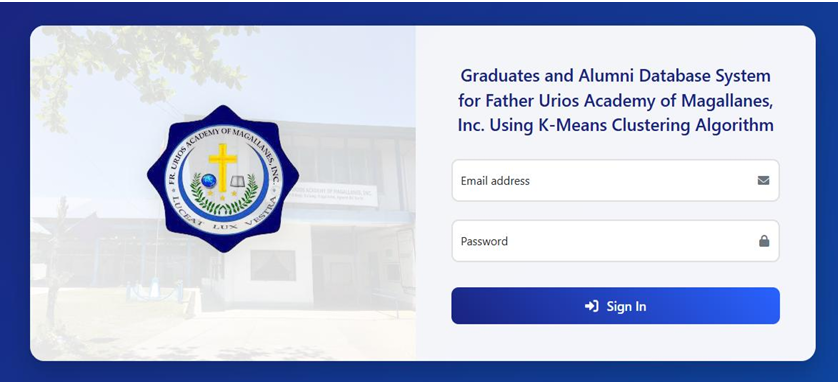 FR. URIOS ACADEMY OF MAGALLANES, INC.
LUCEAT LUX VESTRA
Graduates and Alumni Database System
for Father Urios Academy of Magallanes,
Inc. Using K-Means Clustering Algorithm
Email address
Password
Sign In